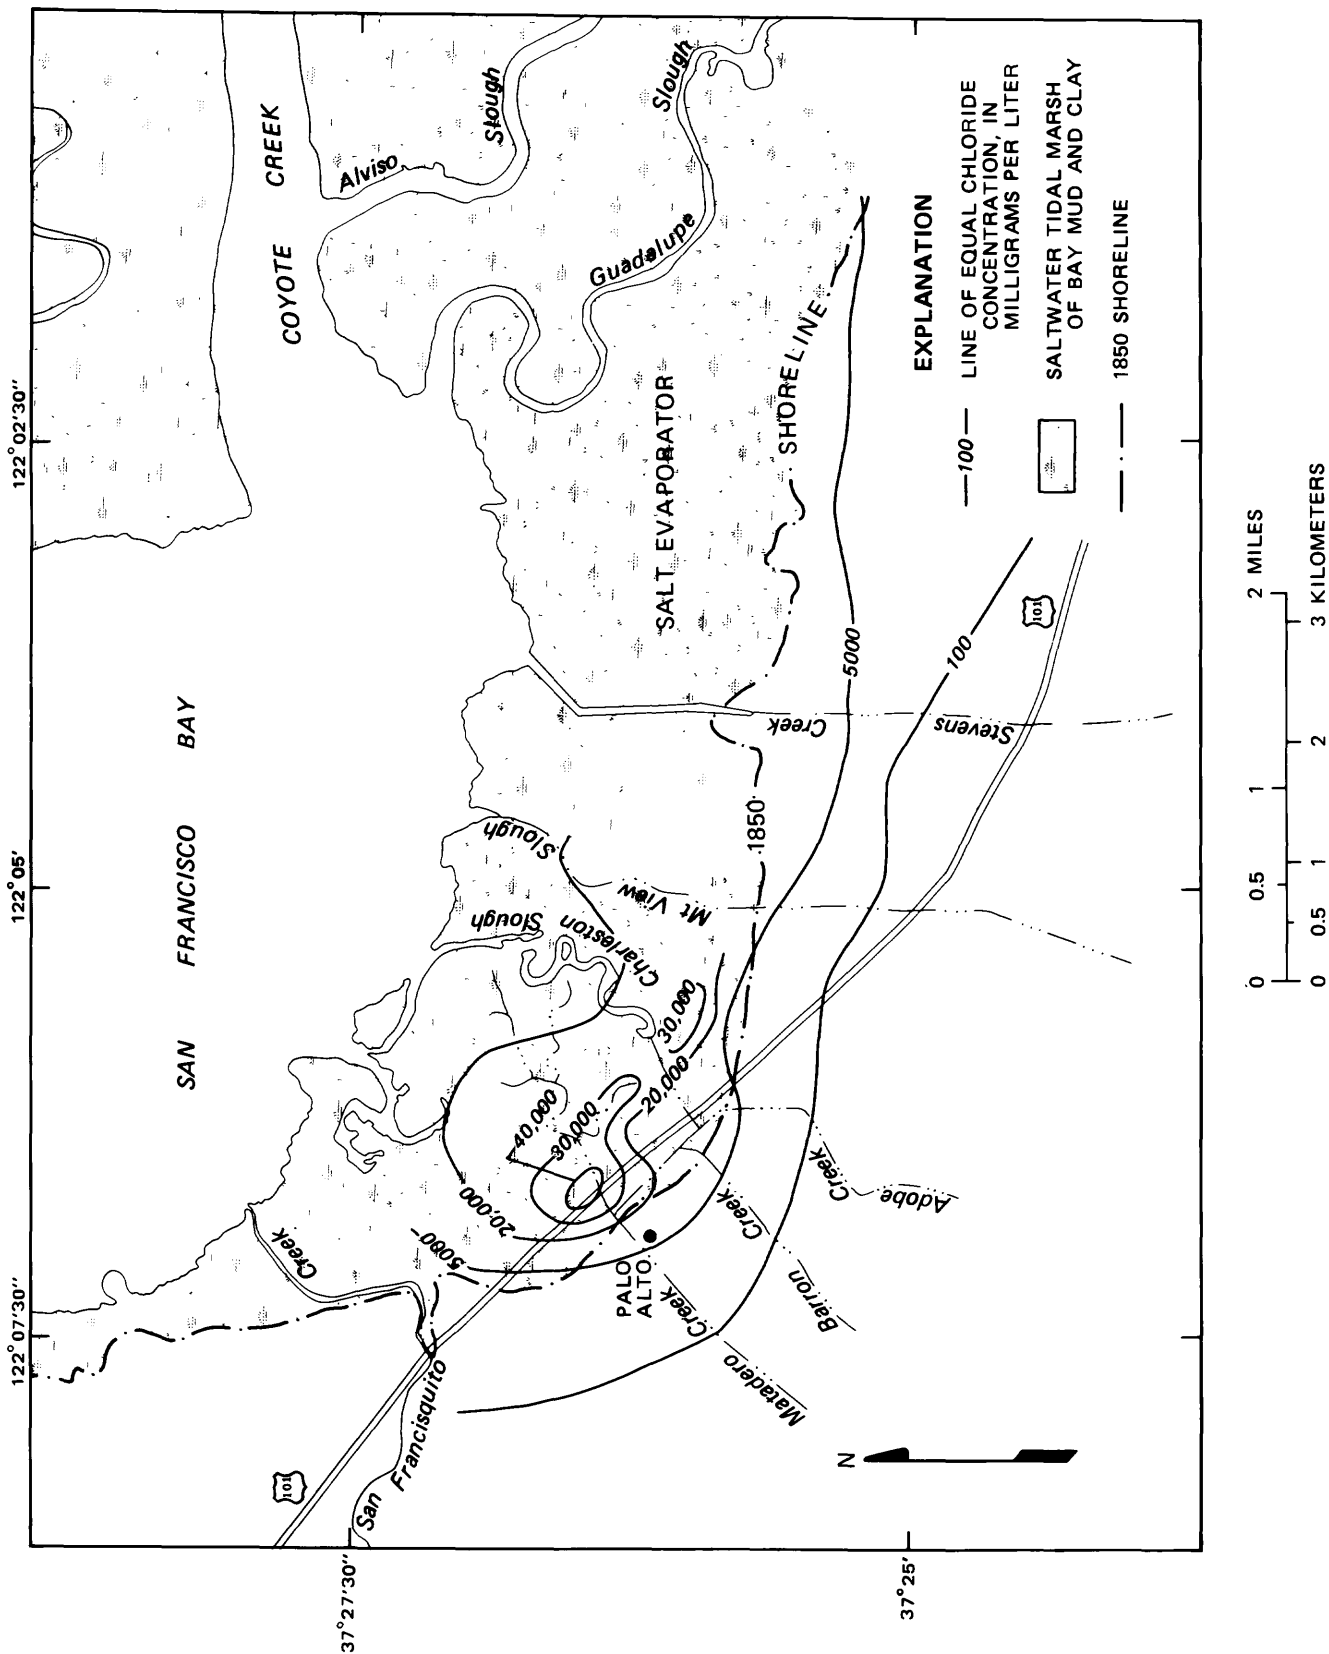 122°07'30"
122°05'
122°02'30"
37°27'30"
37°25'
SAN FRANCISCO BAY
COYOTE CREEK
Alviso
Slough
Guadalupe
Slough
SALT EVAPORATOR
SHORELINE
1850
Slough
Mt View
Slough
Charleston
Creek
San Francisquito
101
5000
20,000
40,000
30,000
20,000
30,000
PALO
ALTO
Creek
Matadero
Creek
Barron
Creek
Adobe
Creek
Stevens
5000
100
101
N
EXPLANATION
100 LINE OF EQUAL CHLORIDE
CONCENTRATION, IN
MILLIGRAMS PER LITER
SALTWATER TIDAL MARSH
OF BAY MUD AND CLAY
1850 SHORELINE
0 0.5 1 2 MILES
0 0.5 1 2 3 KILOMETERS